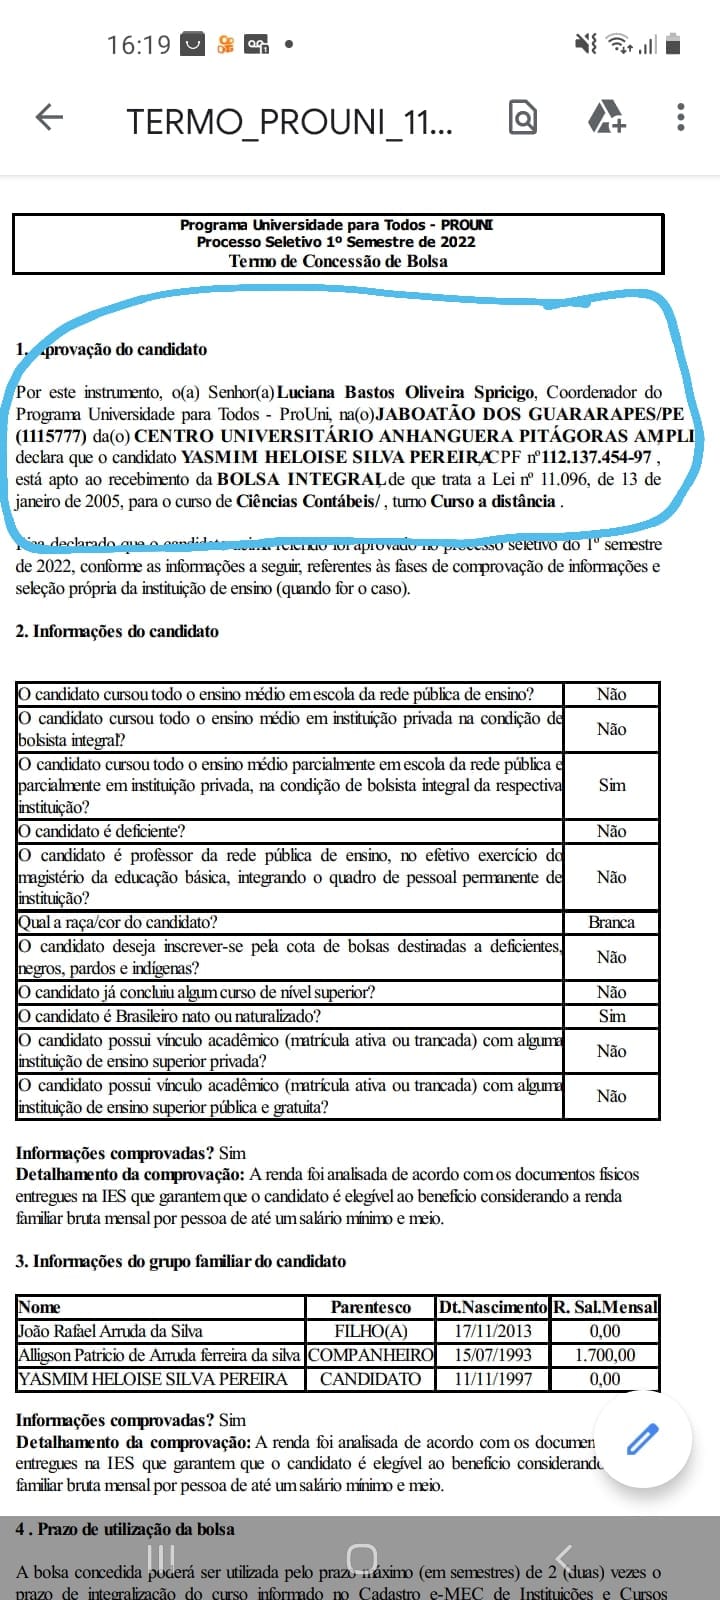 16:19
TERMO_PROUNI_11...
Programa Universidade para Todos - PROUNI
Processo Seletivo 1º Semestre de 2022
Termo de Concessão de Bolsa
1. provação do candidato
Por este instrumento, o(a) Senhor(a)Luciana Bastos Oliveira Spricigo, Coordenador do
Programa Universidade para Todos - ProUni, na(o)JABOATÃO DOS GUARARAPES/PE
(1115777) da(o) CENTRO UNIVERSITÁRIO ANHANGUERA PITÁGORAS AMPLI
declara que o candidato YASMIM HELOISE SILVA PEREIRA CPF nº112.137.454-97 ,
está apto ao recebimento da BOLSA INTEGRAL de que trata a Lei nº 11.096, de 13 de
janeiro de 2005, para o curso de Ciências Contábeis/ , turno Curso a distância .
declarado que o aprovado no processo seletivo do 1º semestre
de 2022, conforme as informações a seguir, referentes às fases de comprovação de informações e
seleção própria da instituição de ensino (quando for o caso).
2. Informações do candidato
O candidato cursou todo o ensino médio em escola da rede pública de ensino? Não
O candidato cursou todo o ensino médio em instituição privada na condição de
bolsista integral? Não
O candidato cursou todo o ensino médio parcialmente em escola da rede pública e
parcialmente em instituição privada, na condição de bolsista integral da respectiva
instituição? Sim
O candidato é deficiente? Não
O candidato é professor da rede pública de ensino, no efetivo exercício do
magistério da educação básica, integrando o quadro de pessoal permanente de
instituição? Não
Qual a raça/cor do candidato? Branca
O candidato deseja inscrever-se pela cota de bolsas destinadas a deficientes,
negros, pardos e indígenas? Não
O candidato já concluiu algum curso de nível superior? Não
O candidato é Brasileiro nato ou naturalizado? Sim
O candidato possui vínculo acadêmico (matrícula ativa ou trancada) com alguma
instituição de ensino superior privada? Não
O candidato possui vínculo acadêmico (matrícula ativa ou trancada) com alguma
instituição de ensino superior pública e gratuita? Não
Informações comprovadas? Sim
Detalhamento da comprovação: A renda foi analisada de acordo com os documentos físicos
entregues na IES que garantem que o candidato é elegível ao benefício considerando a renda
familiar bruta mensal por pessoa de até um salário mínimo e meio.
3. Informações do grupo familiar do candidato
Nome Parentesco Dt.Nascimento R. Sal.Mensal
João Rafael Arruda da Silva FILHO(A) 17/11/2013 0,00
Alligson Patricio de Arruda ferreira da silva COMPANHEIRO 15/07/1993 1.700,00
YASMIM HELOISE SILVA PEREIRA CANDIDATO 11/11/1997 0,00
Informações comprovadas? Sim
Detalhamento da comprovação: A renda foi analisada de acordo com os documen
entregues na IES que garantem que o candidato é elegível ao benefício considerando
familiar bruta mensal por pessoa de até um salário mínimo e meio.
4 . Prazo de utilização da bolsa
A bolsa concedida poderá ser utilizada pelo prazo máximo (em semestres) de 2 (duas) vezes o
prazo de integralização do curso informado no Cadastro e-MEC de Instituições e Cursos